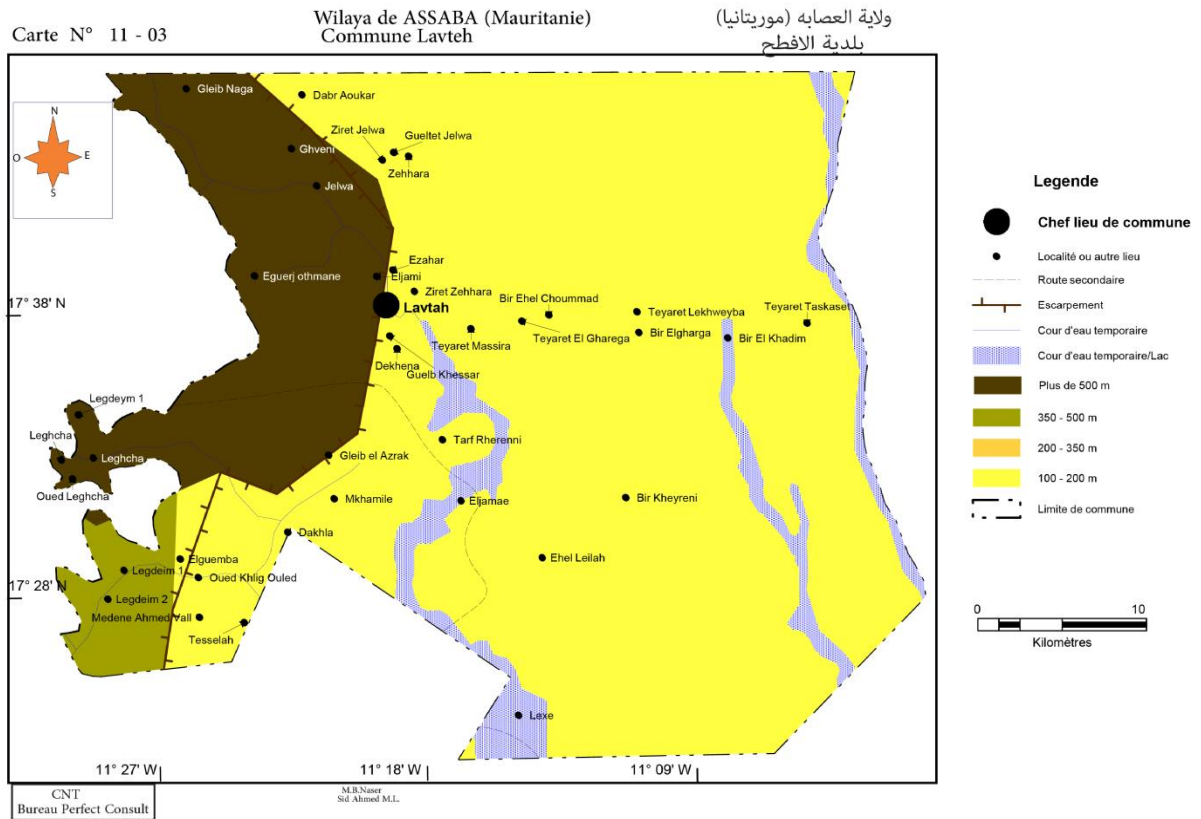 Carte N° 11 - 03
Wilaya de ASSABA (Mauritanie)
Commune Lavteh
ولاية العصابه (موريتانيا)
بلدية الافطح
N
O
E
S
Gleib Naga
Dabr Aoukar
Ghveni
Ziret Jelwa
Gueltet Jelwa
Zehhara
Jelwa
Ezahar
Eguerj othmane
Eljami
Ziret Zehhara
Lavtah
Bir Ehel Choummad
Teyaret Lekhweyba
Teyaret Taskaset
Teyaret Massira
Teyaret El Gharega
Bir Elgharga
Bir El Khadim
Dekhena
Guelb Khessar
Legdeym 1
Leghcha
Leghcha
Oued Leghcha
Tarf Rherenni
Gleib el Azrak
Mkhamile
Eljamae
Bir Kheyreni
Dakhla
Elguemba
Ehel Leilah
Legdeim 1
Oued Khlig Ouled
Legdeim 2
Medene Ahmed Vall
Tesselah
Lexe
17° 38' N
17° 28' N
11° 27' W
11° 18' W
11° 09' W
Legende
Chef lieu de commune
Localité ou autre lieu
Route secondaire
Escarpement
Cour d'eau temporaire
Cour d'eau temporaire/Lac
Plus de 500 m
350 - 500 m
200 - 350 m
100 - 200 m
Limite de commune
0 10
Kilomètres
CNT
Bureau Perfect Consult
M.B.Naser
Sid Ahmed M.L.